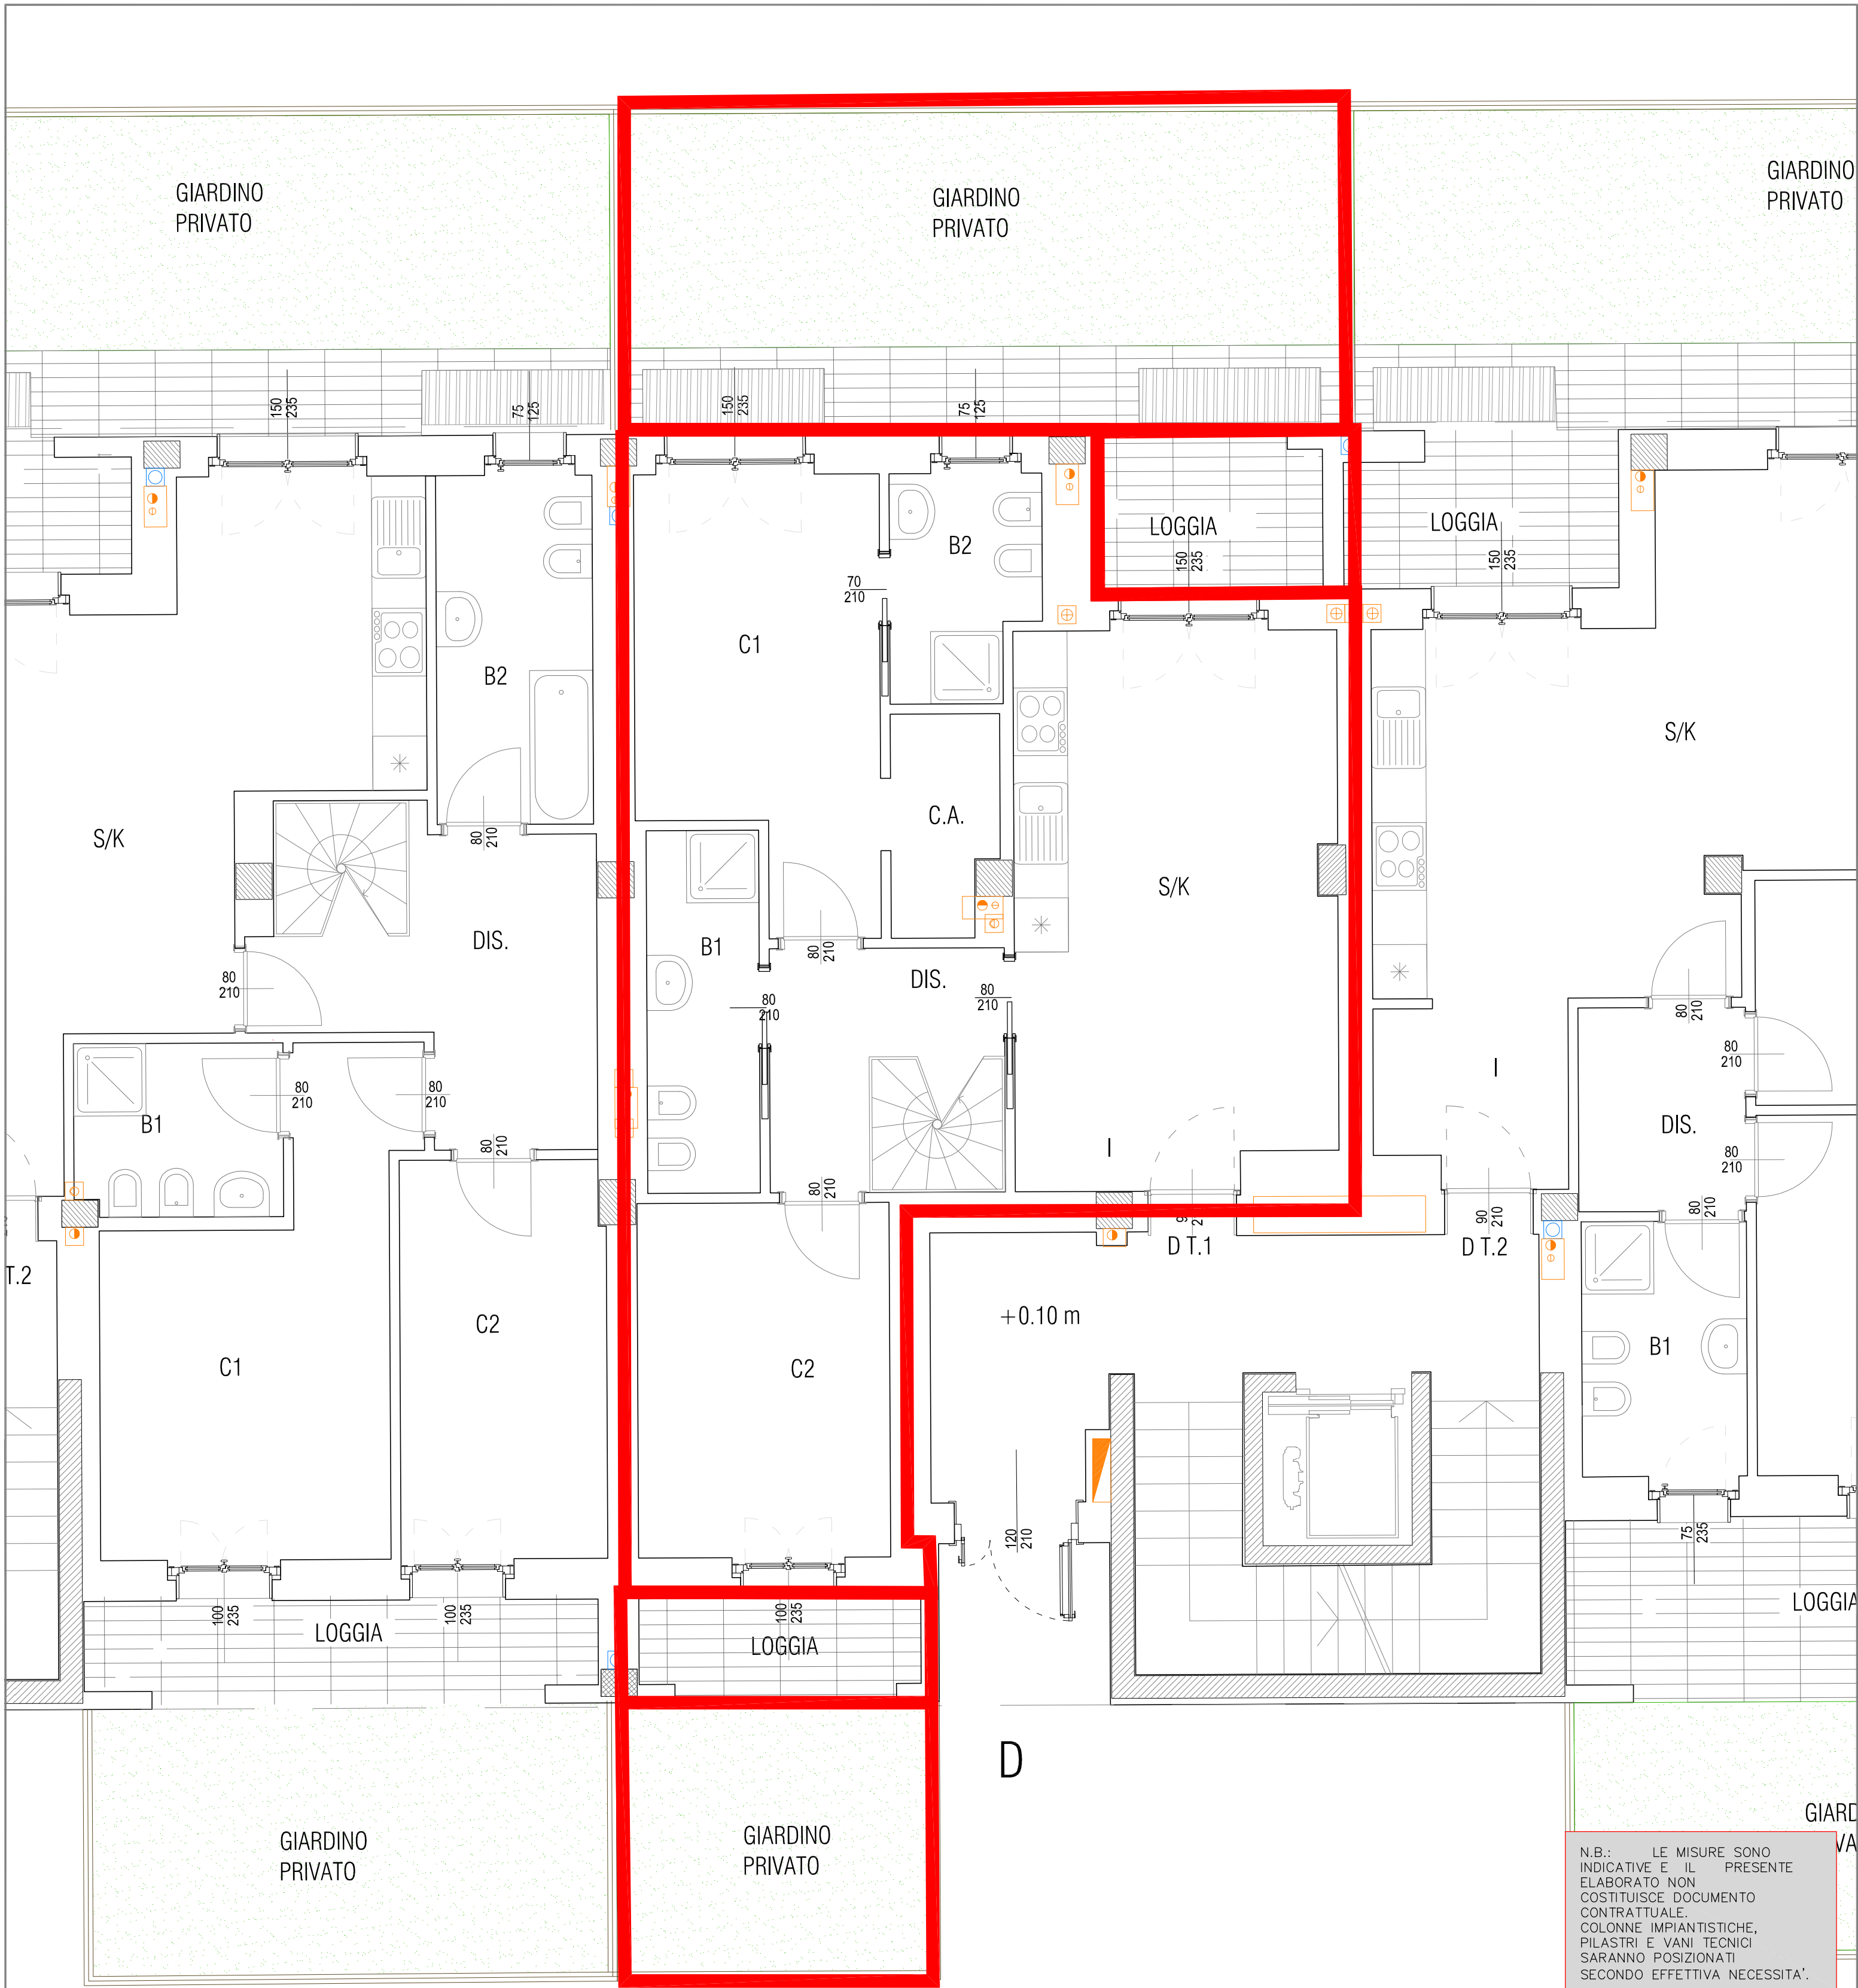 GIARDINO
PRIVATO
GIARDINO
PRIVATO
GIARDINO
PRIVATO
150
235
75
125
150
235
75
125
LOGGIA
150
235
LOGGIA
150
235
B2
70
210
C1
B2
S/K
S/K
80
210
C.A.
S/K
DIS.
B1
80
210
DIS.
80
210
80
210
80
210
80
210
80
210
I
80
210
80
210
B1
80
210
DIS.
I
80
210
80
210
80
210
90
210
D T.1
D T.2
T.2
+0.10 m
C2
C1
C2
B1
120
210
75
235
100
235
LOGGIA
100
235
100
235
LOGGIA
LOGGIA
D
GIARDINO
PRIVATO
GIARDINO
PRIVATO
GIARD
VA
N.B.: LE MISURE SONO
INDICATIVE E IL PRESENTE
ELABORATO NON
COSTITUISCE DOCUMENTO
CONTRATTUALE.
COLONNE IMPIANTISTICHE,
PILASTRI E VANI TECNICI
SARANNO POSIZIONATI
SECONDO EFFETTIVA NECESSITA'.